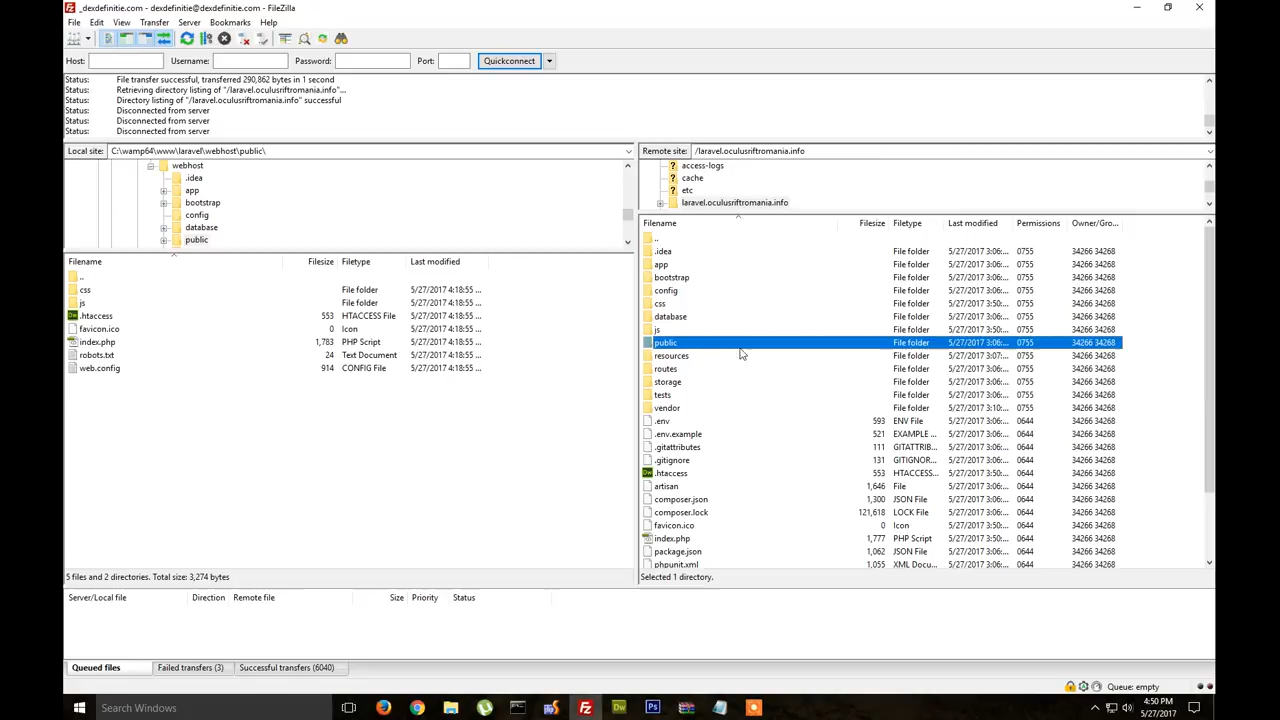 _dexdefinitie.com - dexdefinitie@dexdefinitie.com - FileZilla
File Edit View Transfer Server Bookmarks Help
Host: Username: Password: Port: Quickconnect
Status: File transfer successful, transferred 290,862 bytes in 1 second
Status: Retrieving directory listing of "/laravel.oculusriftromania.info"...
Status: Directory listing of "/laravel.oculusriftromania.info" successful
Status: Disconnected from server
Status: Disconnected from server
Status: Disconnected from server
Local site: C:\wamp64\www\laravel\webhost\public\
webhost
.idea
app
bootstrap
config
database
public
Filename Filesize Filetype Last modified
..
css File folder 5/27/2017 4:18:55 ...
js File folder 5/27/2017 4:18:55 ...
.htaccess 553 HTACCESS File 5/27/2017 4:18:55 ...
favicon.ico 0 Icon 5/27/2017 4:18:55 ...
index.php 1,783 PHP Script 5/27/2017 4:18:55 ...
robots.txt 24 Text Document 5/27/2017 4:18:55 ...
web.config 914 CONFIG File 5/27/2017 4:18:55 ...
5 files and 2 directories. Total size: 3,274 bytes
Remote site: /laravel.oculusriftromania.info
access-logs
cache
etc
laravel.oculusriftromania.info
Filename Filesize Filetype Last modified Permissions Owner/Gro...
..
.idea File folder 5/27/2017 3:06:... 0755 34266 34268
app File folder 5/27/2017 3:06:... 0755 34266 34268
bootstrap File folder 5/27/2017 3:06:... 0755 34266 34268
config File folder 5/27/2017 3:06:... 0755 34266 34268
css File folder 5/27/2017 3:50:... 0755 34266 34268
database File folder 5/27/2017 3:06:... 0755 34266 34268
js File folder 5/27/2017 3:50:... 0755 34266 34268
public File folder 5/27/2017 3:06:... 0755 34266 34268
resources File folder 5/27/2017 3:07:... 0755 34266 34268
routes File folder 5/27/2017 3:06:... 0755 34266 34268
storage File folder 5/27/2017 3:06:... 0755 34266 34268
tests File folder 5/27/2017 3:06:... 0755 34266 34268
vendor File folder 5/27/2017 3:10:... 0755 34266 34268
.env 593 ENV File 5/27/2017 3:06:... 0644 34266 34268
.env.example 521 EXAMPLE ... 5/27/2017 3:06:... 0644 34266 34268
.gitattributes 111 GITATTRIB... 5/27/2017 3:06:... 0644 34266 34268
.gitignore 131 GITIGNOR... 5/27/2017 3:06:... 0644 34266 34268
.htaccess 553 HTACCESS... 5/27/2017 3:50:... 0644 34266 34268
artisan 1,646 File 5/27/2017 3:06:... 0644 34266 34268
composer.json 1,300 JSON File 5/27/2017 3:06:... 0644 34266 34268
composer.lock 121,618 LOCK File 5/27/2017 3:06:... 0644 34266 34268
favicon.ico 0 Icon 5/27/2017 3:50:... 0644 34266 34268
index.php 1,777 PHP Script 5/27/2017 3:50:... 0644 34266 34268
package.json 1,062 JSON File 5/27/2017 3:06:... 0644 34266 34268
phpunit.xml 1,055 XML Docu... 5/27/2017 3:06:... 0644 34266 34268
Selected 1 directory.
Server/Local file Direction Remote file Size Priority Status
Queued files Failed transfers (3) Successful transfers (6040)
Queue: empty
Search Windows
4:50 PM
5/27/2017